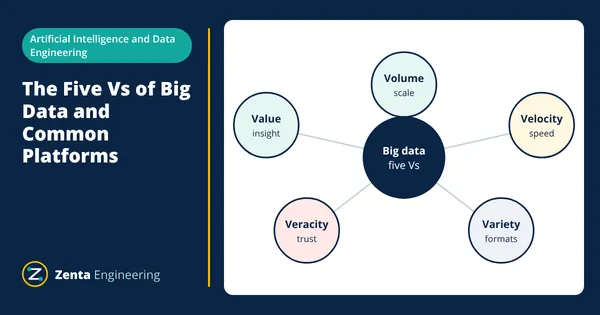 Artificial Intelligence and Data
Engineering
The Five Vs of Big
Data and
Common
Platforms
Zenta Engineering
Volume
scale
Value
insight
Velocity
speed
Big data
five Vs
Veracity
trust
Variety
formats